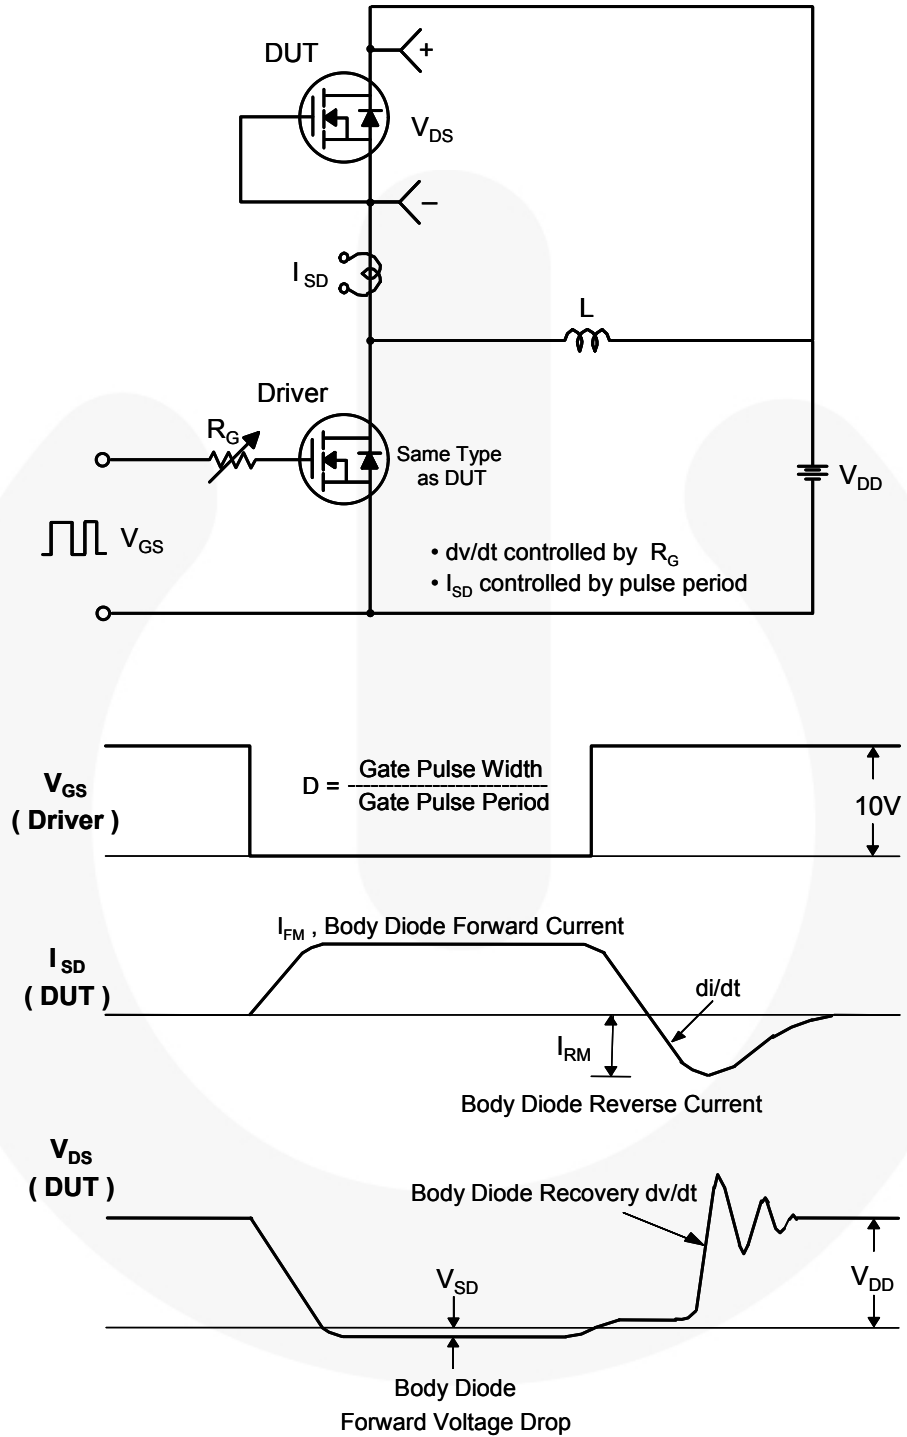 DUT
+
V_DS
−
I_SD
L
Driver
R_G
Same Type
as DUT
V_DD
V_GS
• dv/dt controlled by R_G
• I_SD controlled by pulse period
V_GS
( Driver )
D = Gate Pulse Width
Gate Pulse Period
10V
I_FM , Body Diode Forward Current
I_SD
( DUT )
di/dt
I_RM
Body Diode Reverse Current
V_DS
( DUT )
Body Diode Recovery dv/dt
V_SD
V_DD
Body Diode
Forward Voltage Drop